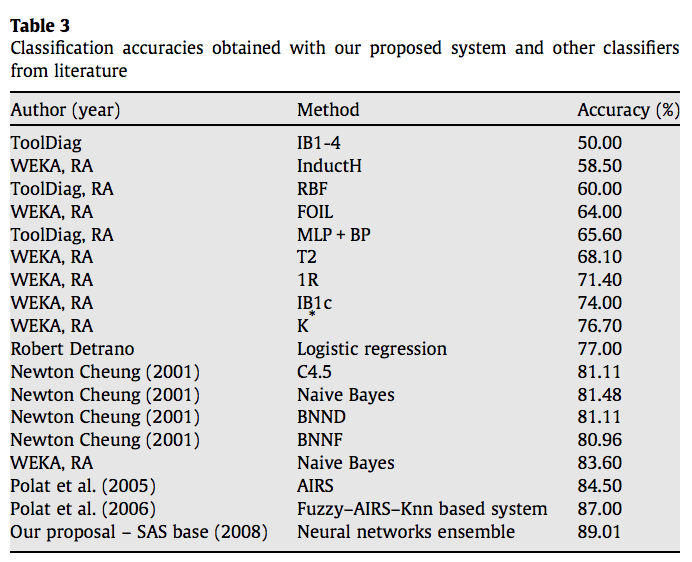 Table 3
Classification accuracies obtained with our proposed system and other classifiers
from literature
Author (year) Method Accuracy (%)
ToolDiag IB1-4 50.00
WEKA, RA InductH 58.50
ToolDiag, RA RBF 60.00
WEKA, RA FOIL 64.00
ToolDiag, RA MLP + BP 65.60
WEKA, RA T2 68.10
WEKA, RA 1R 71.40
WEKA, RA IB1c 74.00
WEKA, RA K* 76.70
Robert Detrano Logistic regression 77.00
Newton Cheung (2001) C4.5 81.11
Newton Cheung (2001) Naive Bayes 81.48
Newton Cheung (2001) BNND 81.11
Newton Cheung (2001) BNNF 80.96
WEKA, RA Naive Bayes 83.60
Polat et al. (2005) AIRS 84.50
Polat et al. (2006) Fuzzy–AIRS–Knn based system 87.00
Our proposal – SAS base (2008) Neural networks ensemble 89.01